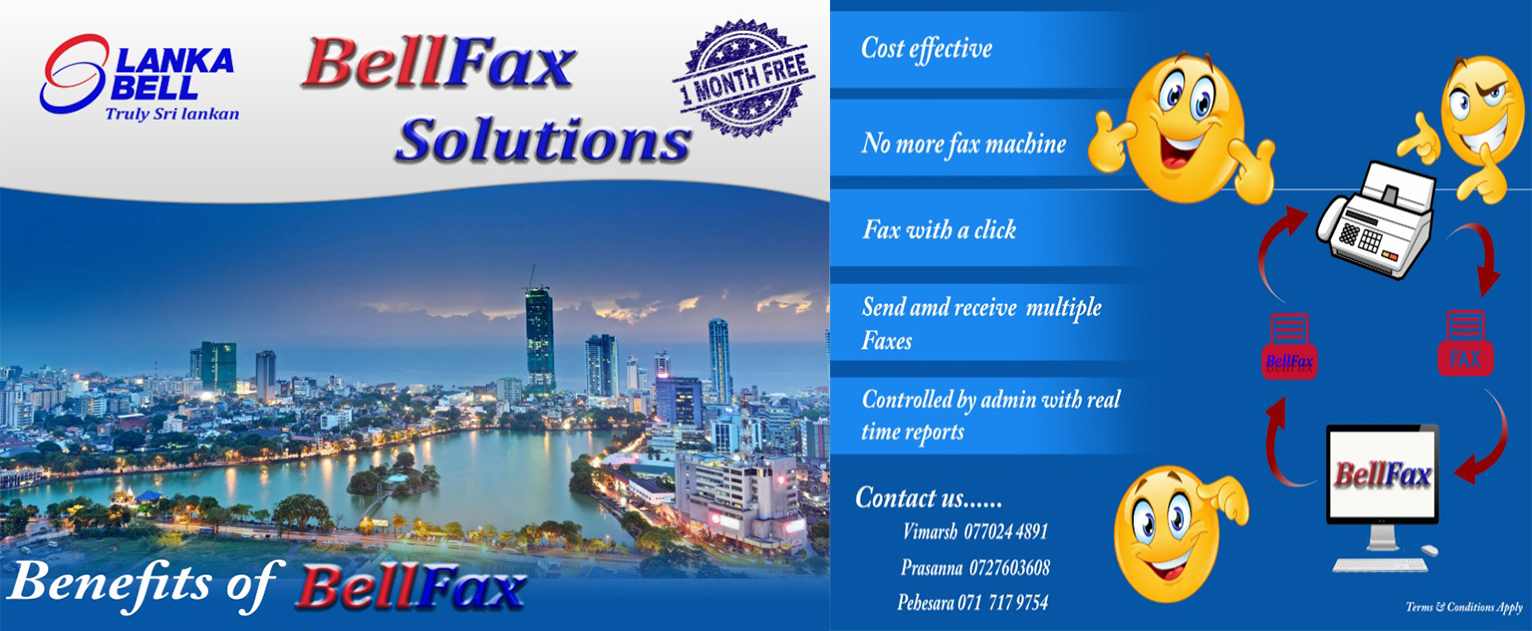 LANKA
BELL
Truly Sri lankan
BellFax
Solutions
1 MONTH FREE
Benefits of BellFax
Cost effective
No more fax machine
Fax with a click
Send amd receive multiple
Faxes
Controlled by admin with real
time reports
Contact us......
Vimarsh 077024 4891
Prasanna 0727603608
Pehesara 071 717 9754
BellFax
FAX
BellFax
Terms & Conditions Apply